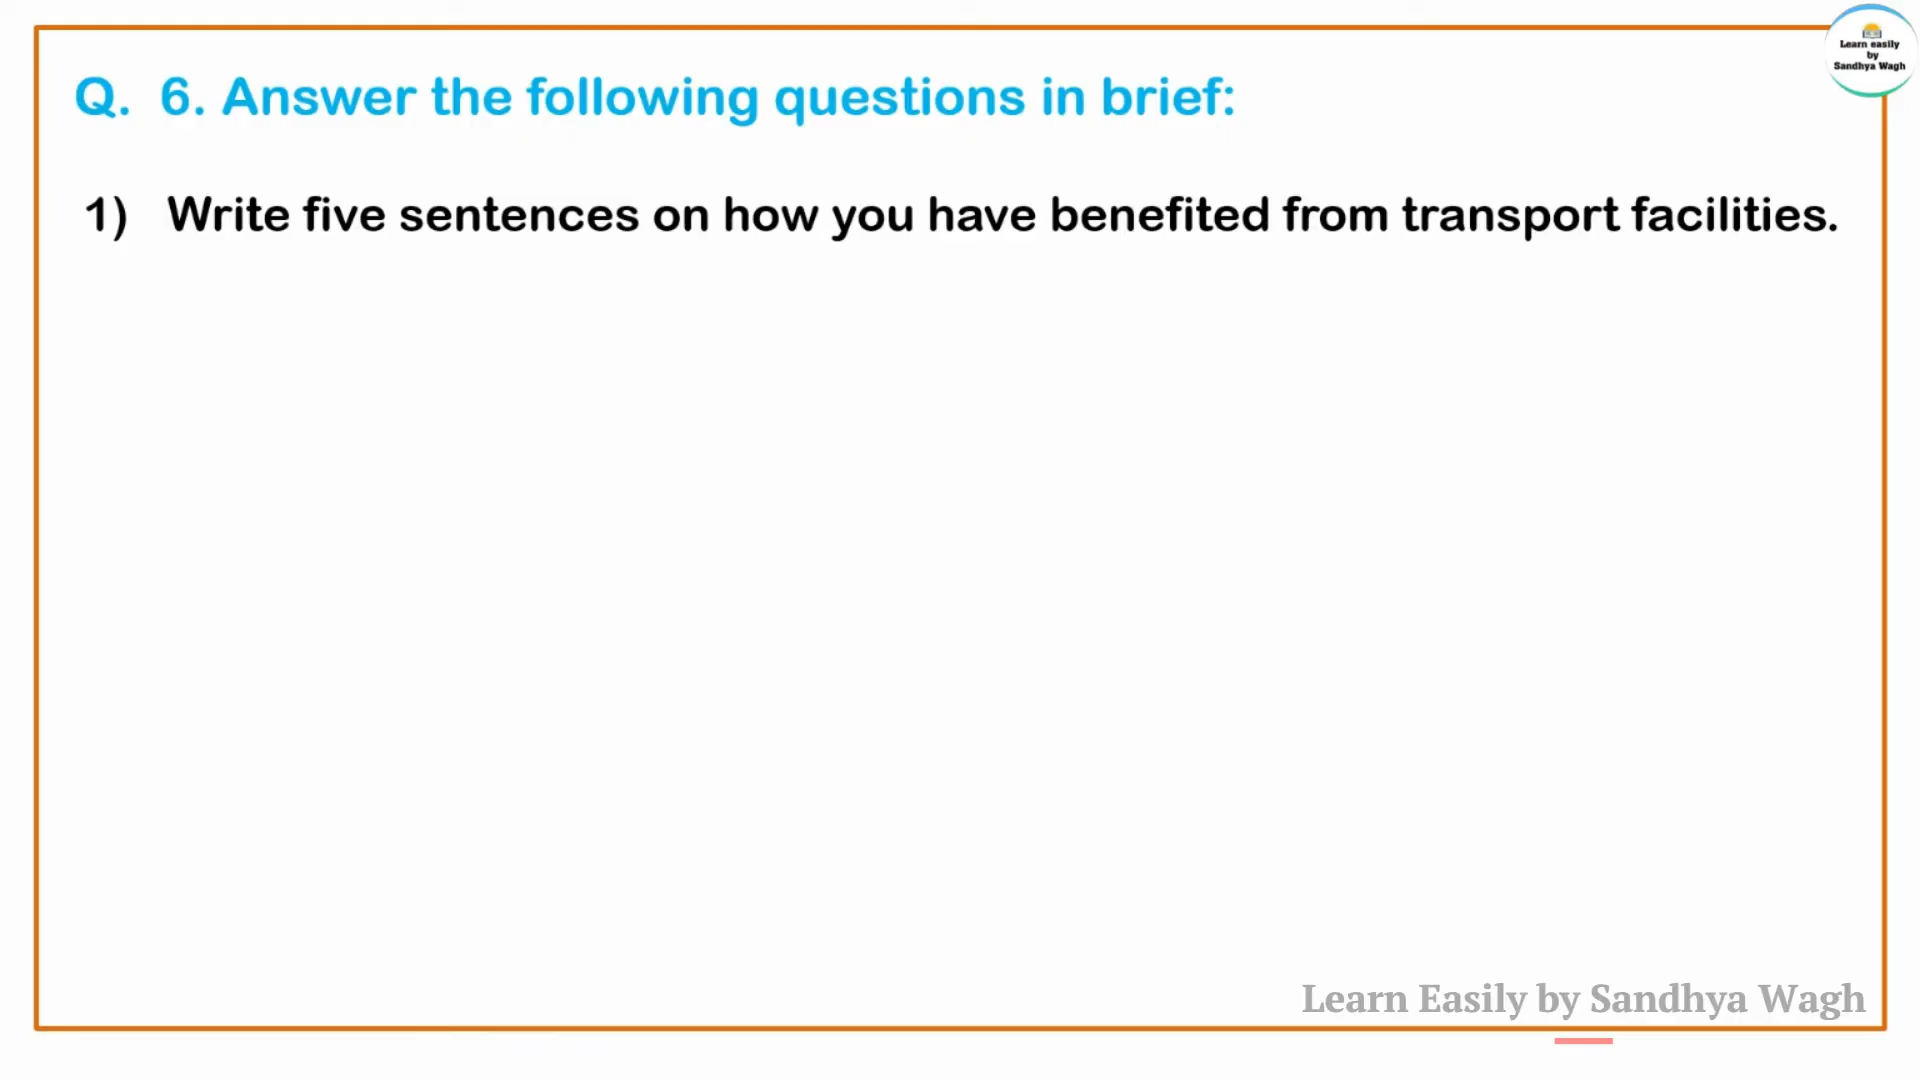 Learn easily
by
Sandhya Wagh
Q. 6. Answer the following questions in brief:
1) Write five sentences on how you have benefited from transport facilities.
Learn Easily by Sandhya Wagh